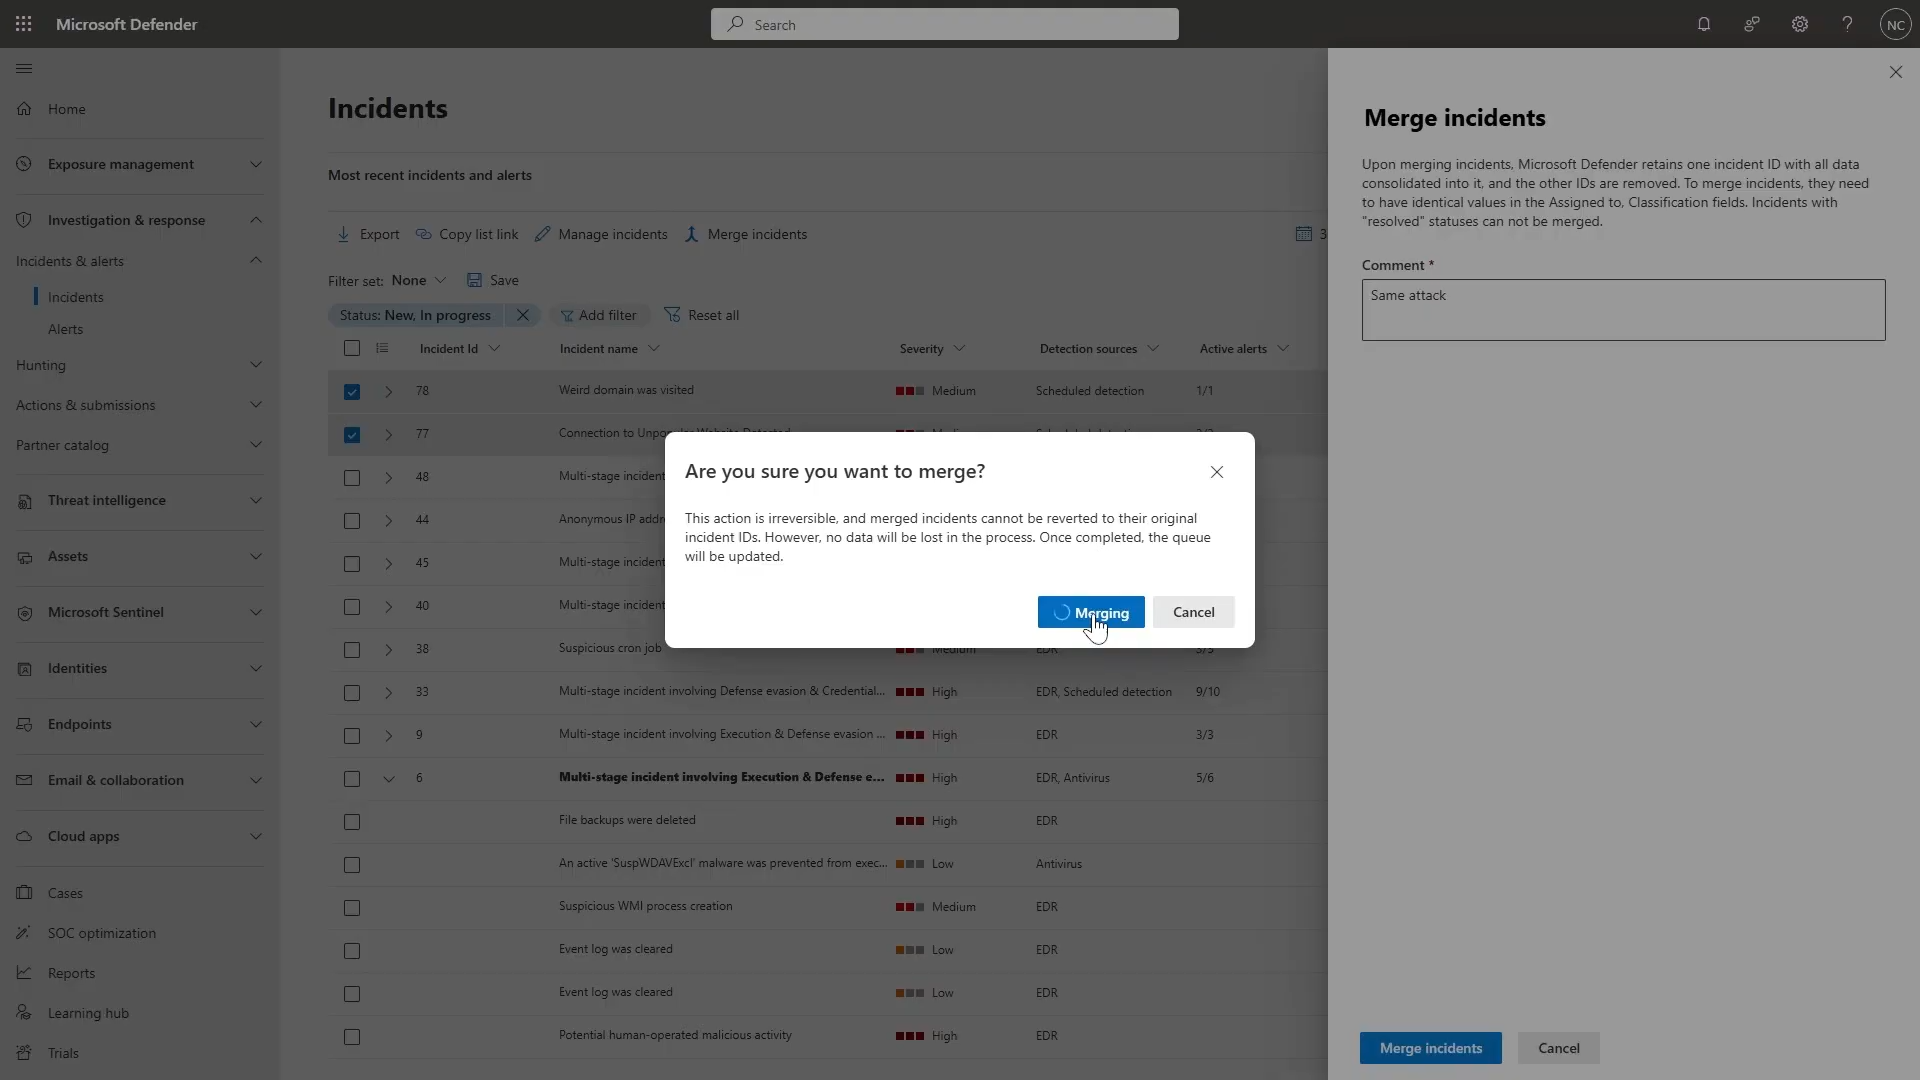 Microsoft Defender
Search
NC
Home
Exposure management
Investigation & response
Incidents & alerts
Incidents
Alerts
Hunting
Actions & submissions
Partner catalog
Threat intelligence
Assets
Microsoft Sentinel
Identities
Endpoints
Email & collaboration
Cloud apps
Cases
SOC optimization
Reports
Learning hub
Trials
Incidents
Most recent incidents and alerts
Export Copy list link Manage incidents Merge incidents 3
Filter set: None Save
Status: New, In progress Add filter Reset all
Incident Id Incident name Severity Detection sources Active alerts
78 Weird domain was visited Medium Scheduled detection 1/1
77 Connection to
48 Multi-stage incident
44 Anonymous IP
45 Multi-stage incident
40 Multi-stage incident
38 Suspicious cron job Medium EDR
33 Multi-stage incident involving Defense evasion & Credential... High EDR, Scheduled detection 9/10
9 Multi-stage incident involving Execution & Defense evasion ... High EDR 3/3
6 Multi-stage incident involving Execution & Defense e... High EDR, Antivirus 5/6
File backups were deleted High EDR
An active 'SuspWDAVExcl' malware was prevented from exec... Low Antivirus
Suspicious WMI process creation Medium EDR
Event log was cleared Low EDR
Event log was cleared Low EDR
Potential human-operated malicious activity High EDR
Are you sure you want to merge?
This action is irreversible, and merged incidents cannot be reverted to their original
incident IDs. However, no data will be lost in the process. Once completed, the queue
will be updated.
Merging Cancel
Merge incidents
Upon merging incidents, Microsoft Defender retains one incident ID with all data
consolidated into it, and the other IDs are removed. To merge incidents, they need
to have identical values in the Assigned to, Classification fields. Incidents with
"resolved" statuses can not be merged.
Comment *
Same attack
Merge incidents Cancel